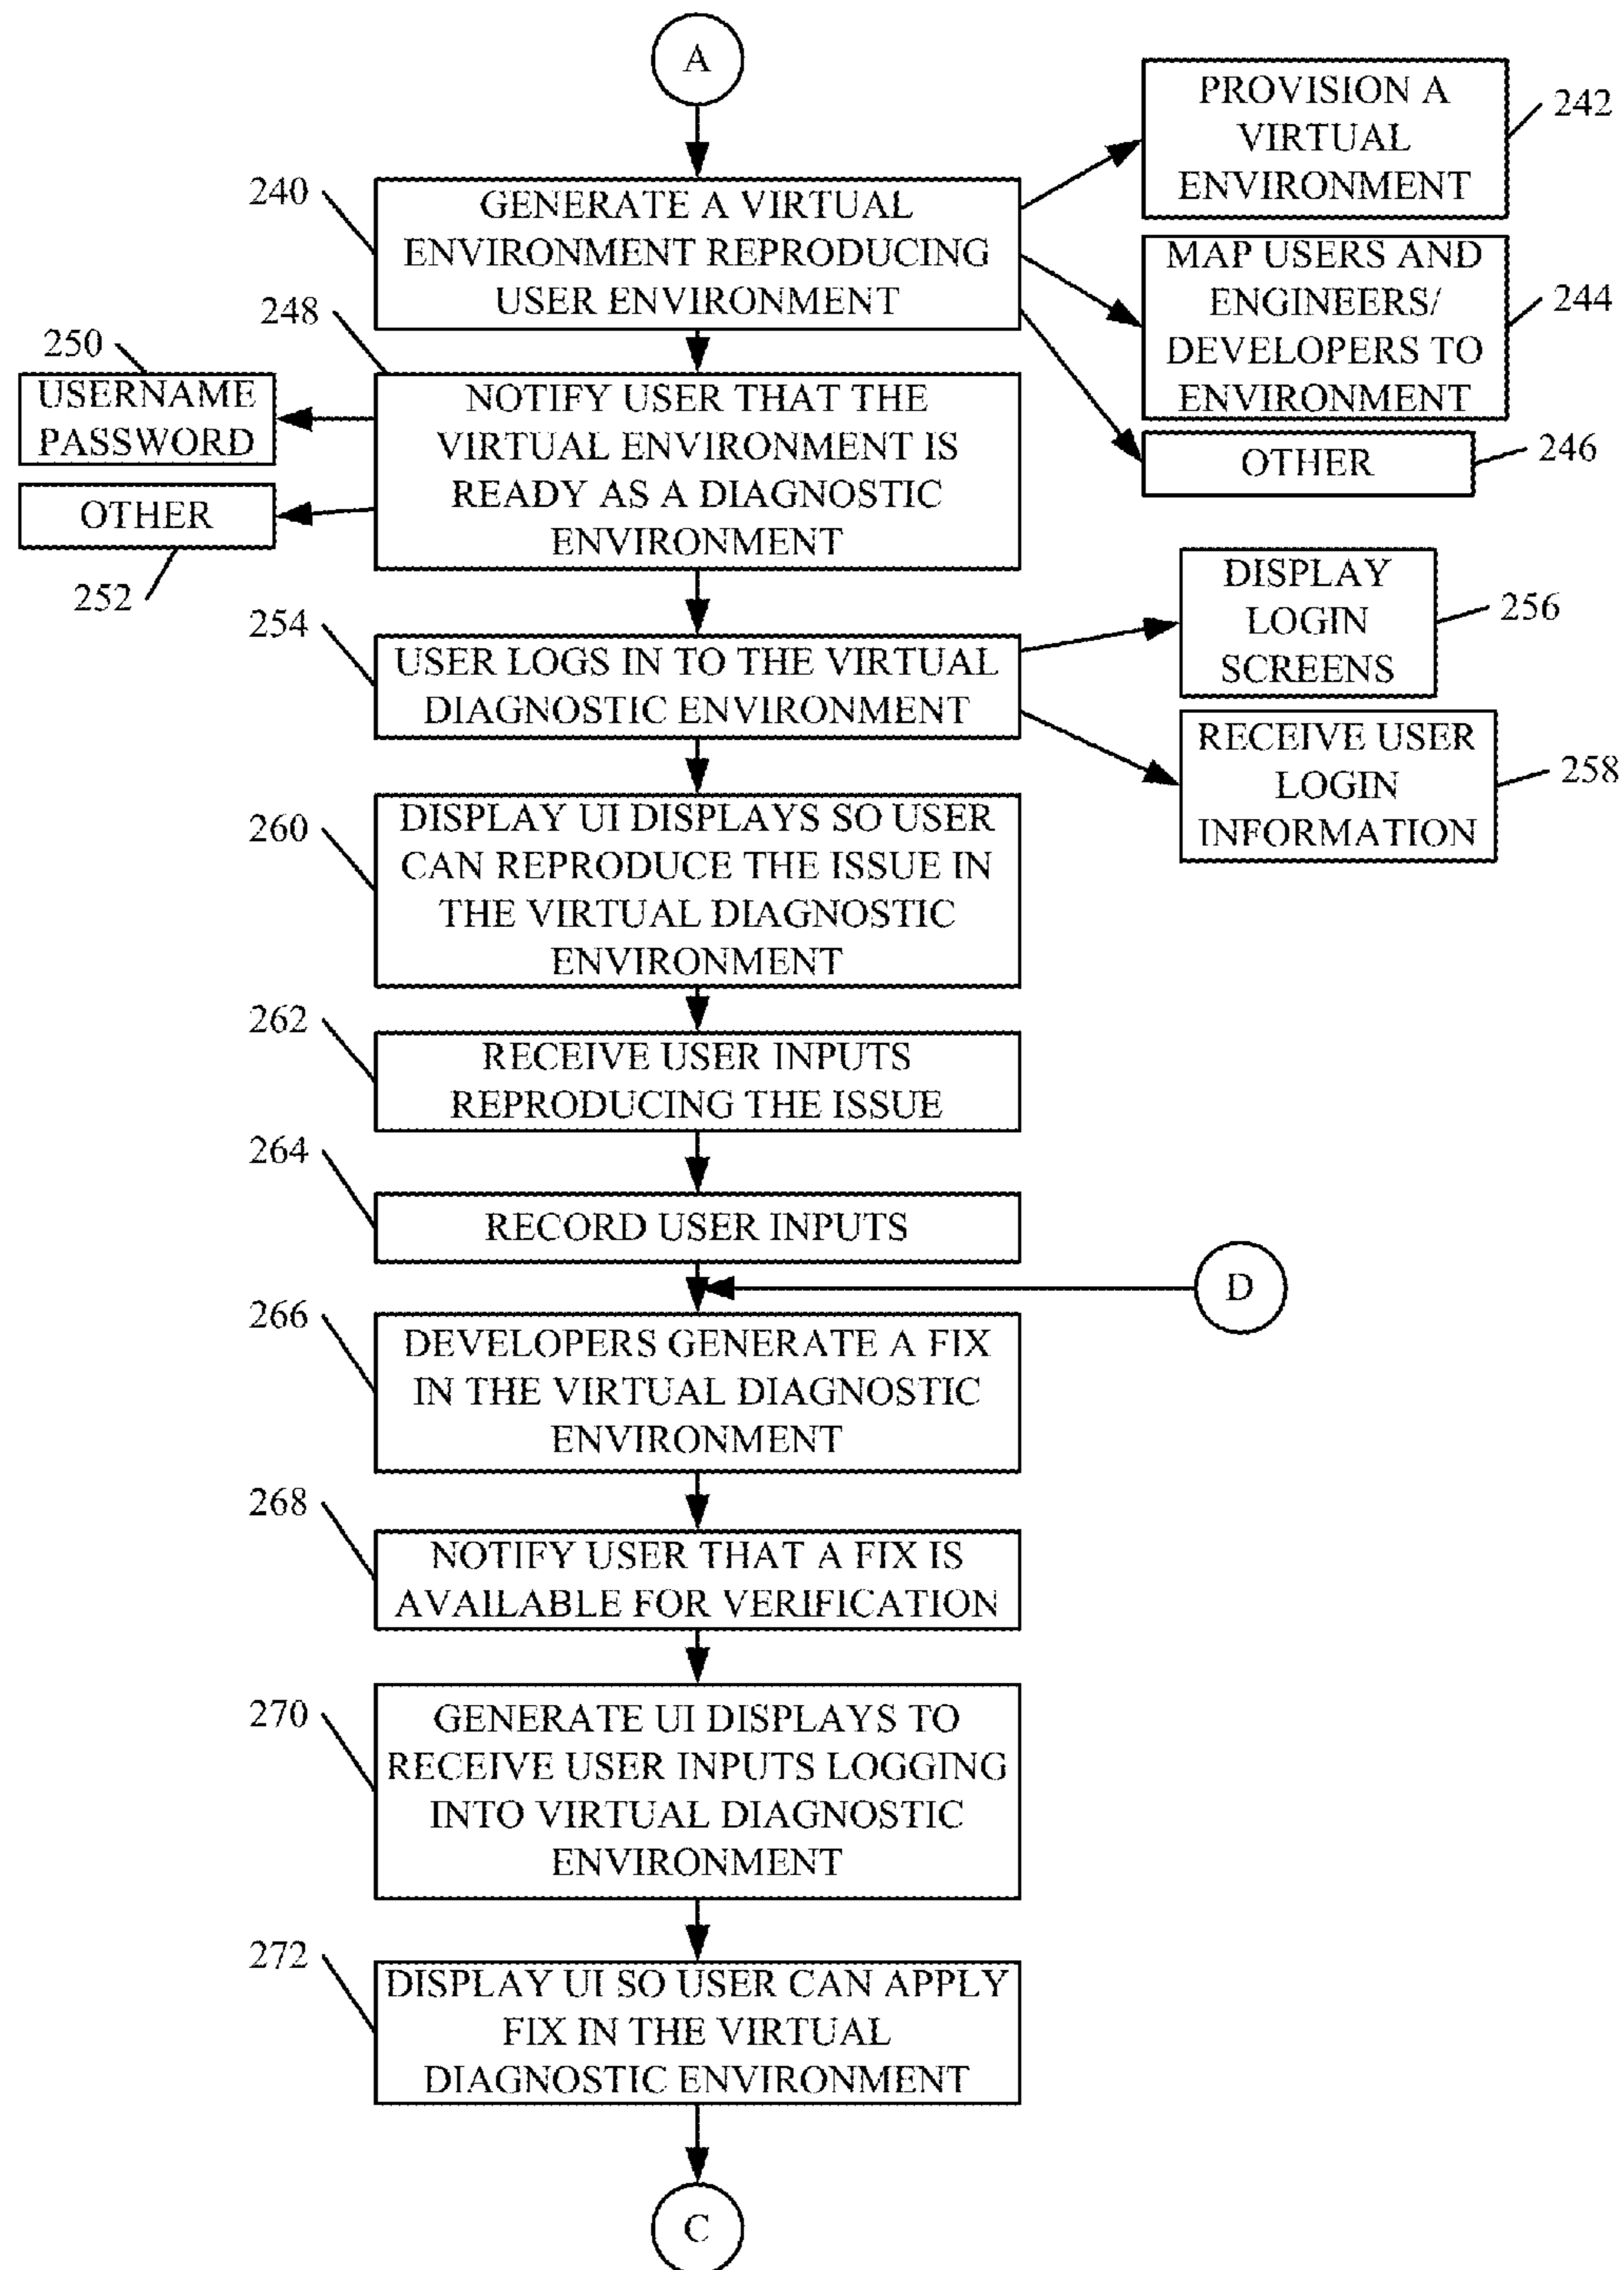 A
240
GENERATE A VIRTUAL
ENVIRONMENT REPRODUCING
USER ENVIRONMENT
PROVISION A
VIRTUAL
ENVIRONMENT
242
MAP USERS AND
ENGINEERS/
DEVELOPERS TO
ENVIRONMENT
244
OTHER
246
248
NOTIFY USER THAT THE
VIRTUAL ENVIRONMENT IS
READY AS A DIAGNOSTIC
ENVIRONMENT
250
USERNAME
PASSWORD
OTHER
252
254
USER LOGS IN TO THE VIRTUAL
DIAGNOSTIC ENVIRONMENT
DISPLAY
LOGIN
SCREENS
256
RECEIVE USER
LOGIN
INFORMATION
258
260
DISPLAY UI DISPLAYS SO USER
CAN REPRODUCE THE ISSUE IN
THE VIRTUAL DIAGNOSTIC
ENVIRONMENT
262
RECEIVE USER INPUTS
REPRODUCING THE ISSUE
264
RECORD USER INPUTS
D
266
DEVELOPERS GENERATE A FIX
IN THE VIRTUAL DIAGNOSTIC
ENVIRONMENT
268
NOTIFY USER THAT A FIX IS
AVAILABLE FOR VERIFICATION
270
GENERATE UI DISPLAYS TO
RECEIVE USER INPUTS LOGGING
INTO VIRTUAL DIAGNOSTIC
ENVIRONMENT
272
DISPLAY UI SO USER CAN APPLY
FIX IN THE VIRTUAL
DIAGNOSTIC ENVIRONMENT
C